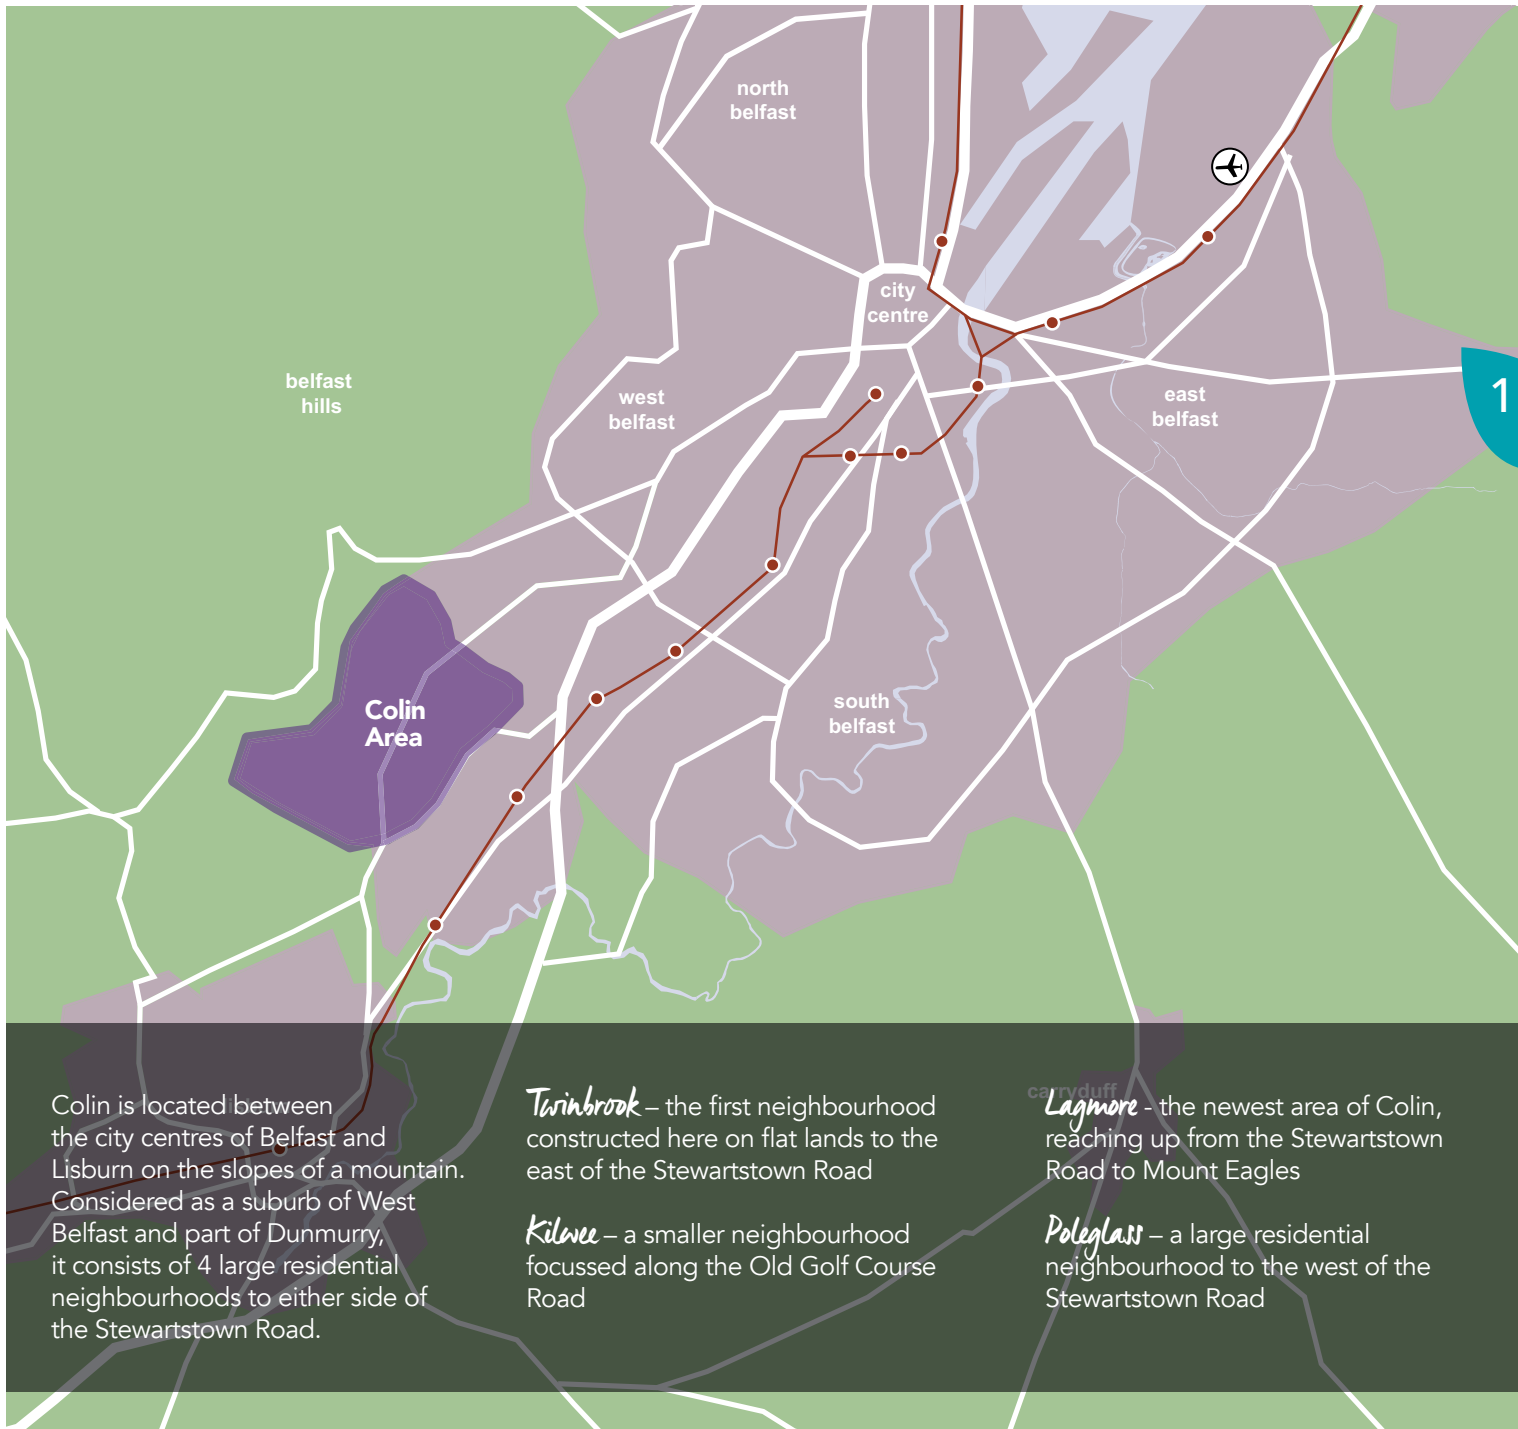 north
belfast
city
centre
belfast
hills
west
belfast
east
belfast
1
Colin
Area
south
belfast
carryduff
Colin is located between
the city centres of Belfast and
Lisburn on the slopes of a mountain.
Considered as a suburb of West
Belfast and part of Dunmurry,
it consists of 4 large residential
neighbourhoods to either side of
the Stewartstown Road.
Twinbrook – the first neighbourhood
constructed here on flat lands to the
east of the Stewartstown Road
Kilwee – a smaller neighbourhood
focussed along the Old Golf Course
Road
Lagmore - the newest area of Colin,
reaching up from the Stewartstown
Road to Mount Eagles
Poleglass – a large residential
neighbourhood to the west of the
Stewartstown Road